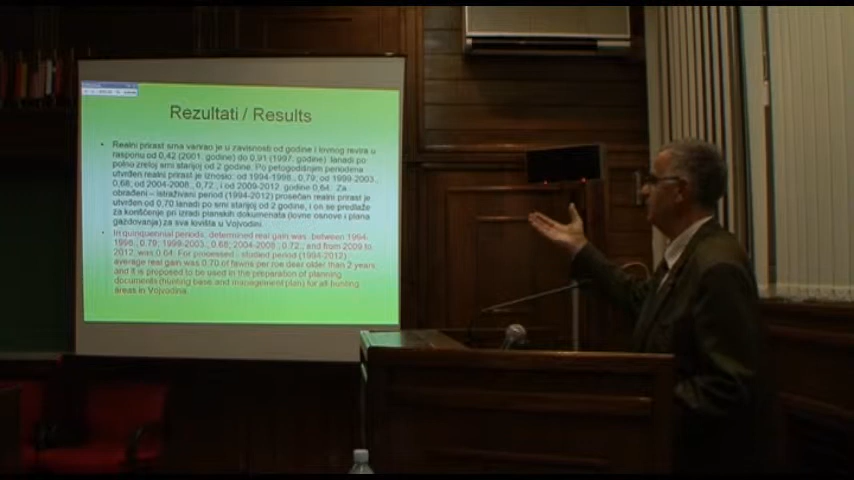 Rezultati / Results
Realni prirast srna varirao je u zavisnosti od godine i lovnog revira u
rasponu od 0,42 (2001. godine) do 0,91 (1997. godine) lanadi po
polno zreloj srni starijoj od 2 godine. Po petogodišnjim periodima
utvrđen realni prirast je iznosio: od 1994-1998., 0,79; od 1999-2003.,
0,68; od 2004-2008., 0,72., i od 2009-2012. godine 0,64. Za
obrađeni – istraživani period (1994-2012) prosečan realni prirast je
utvrđen od 0,70 lanadi po srni starijoj od 2 godine, i on se predlaže
za korišćenje pri izradi planskih dokumenata (lovne osnove i plana
gazdovanja) za sva lovišta u Vojvodini.
In quinquennial periods, determined real gain was, between 1994-
1998., 0,79; 1999-2003., 0,68; 2004-2008., 0,72., and from 2009 to
2012. was 0.64. For processed - studied period (1994-2012)
average real gain was 0.70 of fawns per roe deer older than 2 years,
and it is proposed to be used in the preparation of planning
documents (hunting base and management plan) for all hunting
areas in Vojvodina.